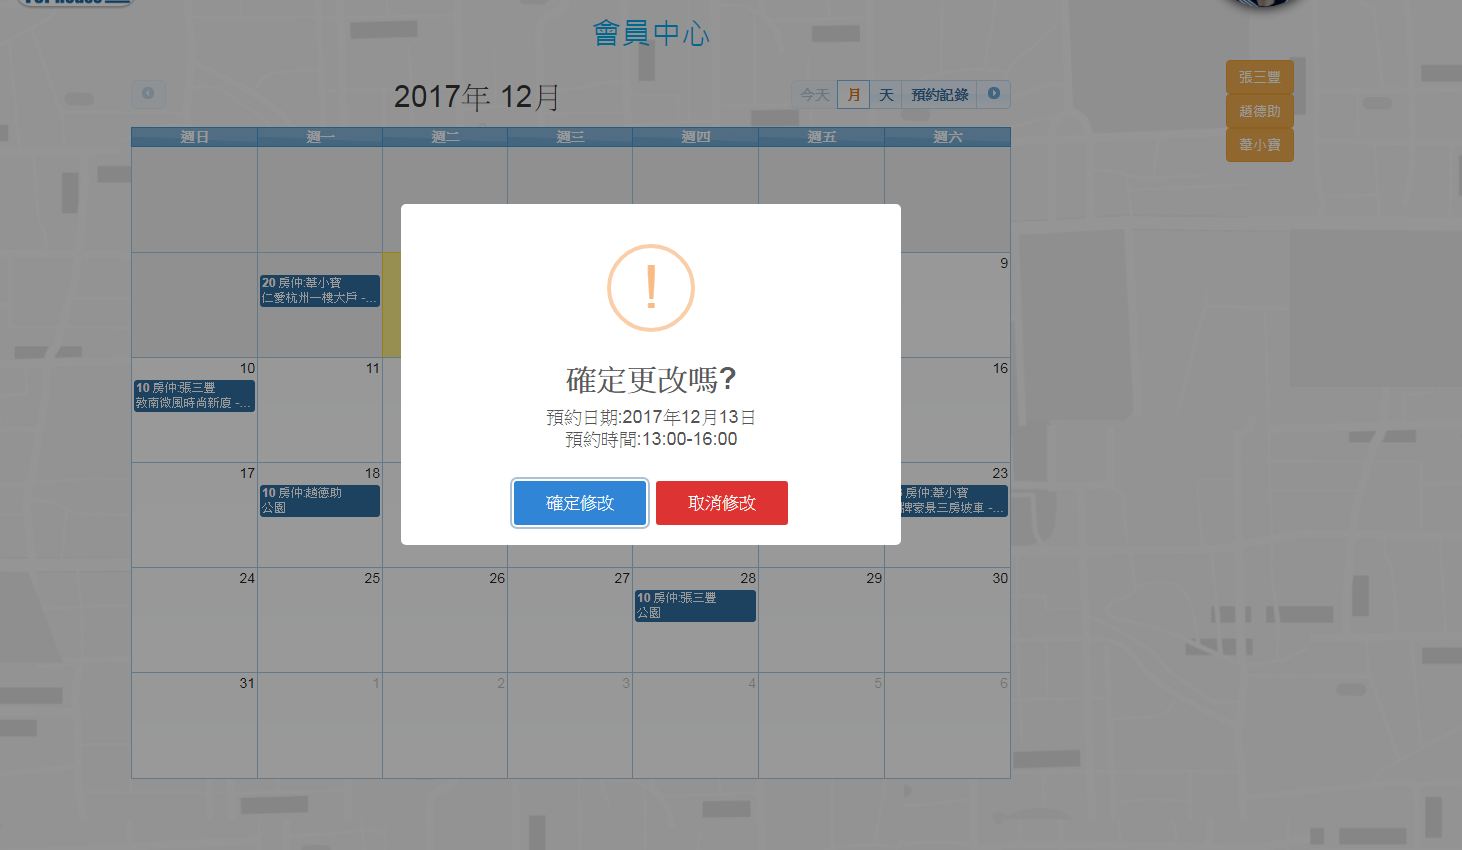 會員中心
2017年 12月
今天 月 天 預約記錄
張三豐
趙德助
韋小寶
週日 週一 週二 週三 週四 週五 週六
9
20 房仲:韋小寶
仁愛杭州一樓大戶 -...
10 11 16
10 房仲:張三豐
敦南微風時尚新廈 -...
確定更改嗎?
預約日期:2017年12月13日
預約時間:13:00-16:00
確定修改 取消修改
17 18 23
10 房仲:趙德助
公園
房仲:韋小寶
牌豪景三房坡車 -...
24 25 26 27 28 29 30
10 房仲:張三豐
公園
31 1 2 3 4 5 6